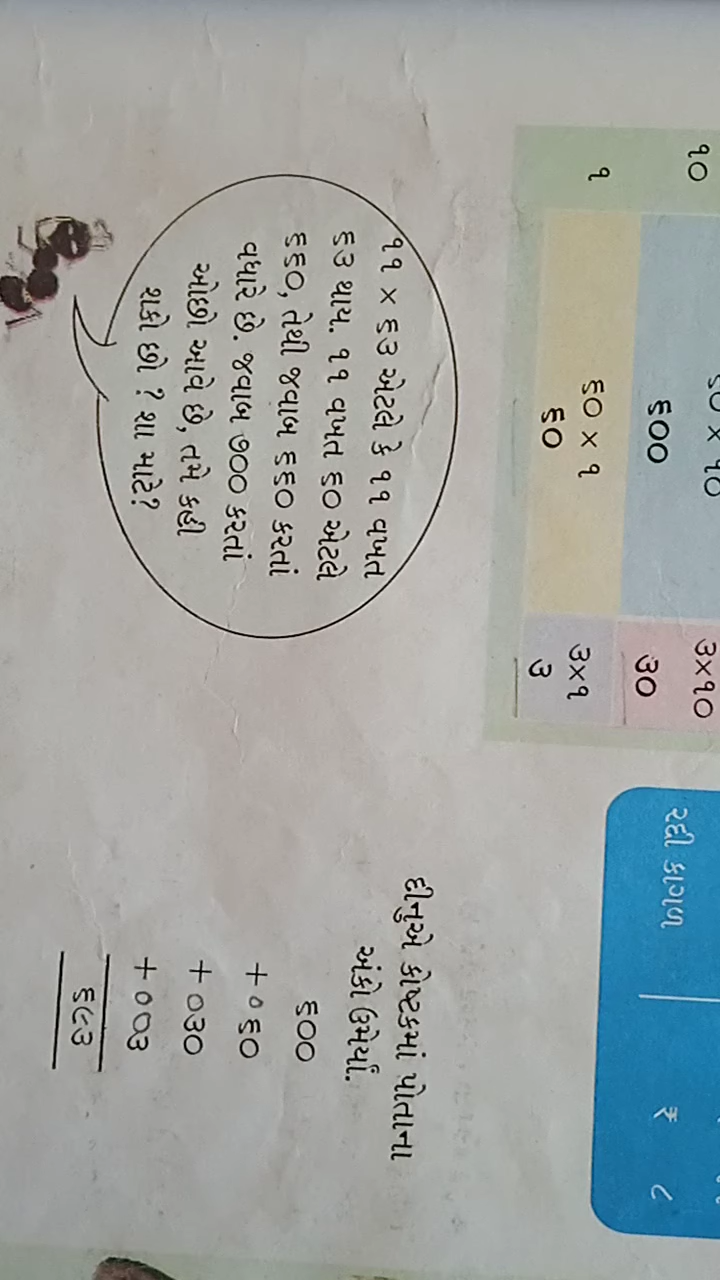 ૩×૧૦
૧૦
૬૦૦
૩૦
૬૦ × ૧
૩×૧
૧
૬૦
૩
રદ્દી કાગળ
₹ ૮
૧૧ × ૬૩ એટલે કે ૧૧ વખત
૬૩ થાય. ૧૧ વખત ૬૦ એટલે
૬૬૦, તેથી જવાબ ૬૬૦ કરતાં
વધારે છે. જવાબ ૭૦૦ કરતાં
ઓછો આવે છે, તમે કહી
શકો છો ? શા માટે?
દીનુએ કોષ્ટકમાં પોતાના
અંકો ઉમેર્યા.
૬૦૦
+ ૦૬૦
+ ૦૩૦
+ ૦૦૩
૬૯૩